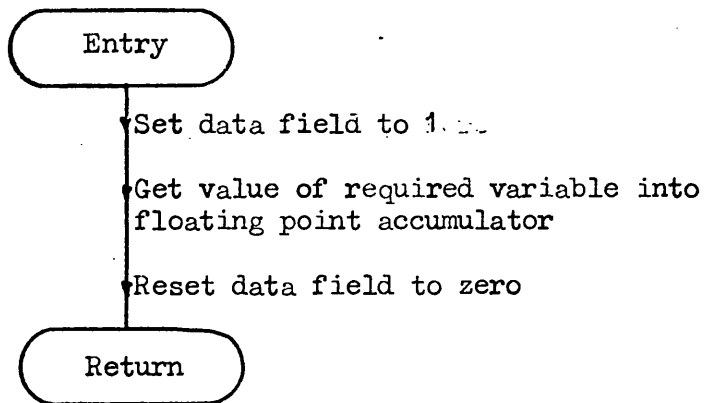 Entry
Set data field to 1.
Get value of required variable into
floating point accumulator
Reset data field to zero
Return